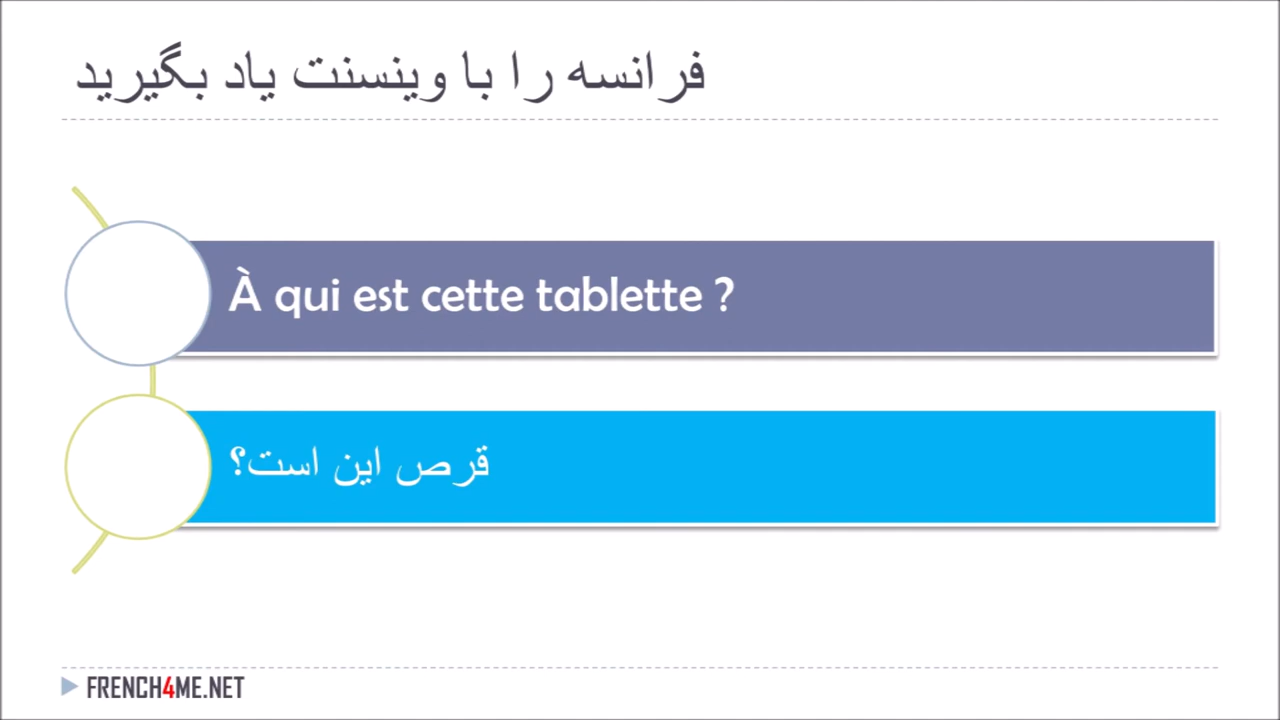 فرانسه را با وینسنت یاد بگیرید
À qui est cette tablette ?
قرص این است؟
FRENCH4ME.NET